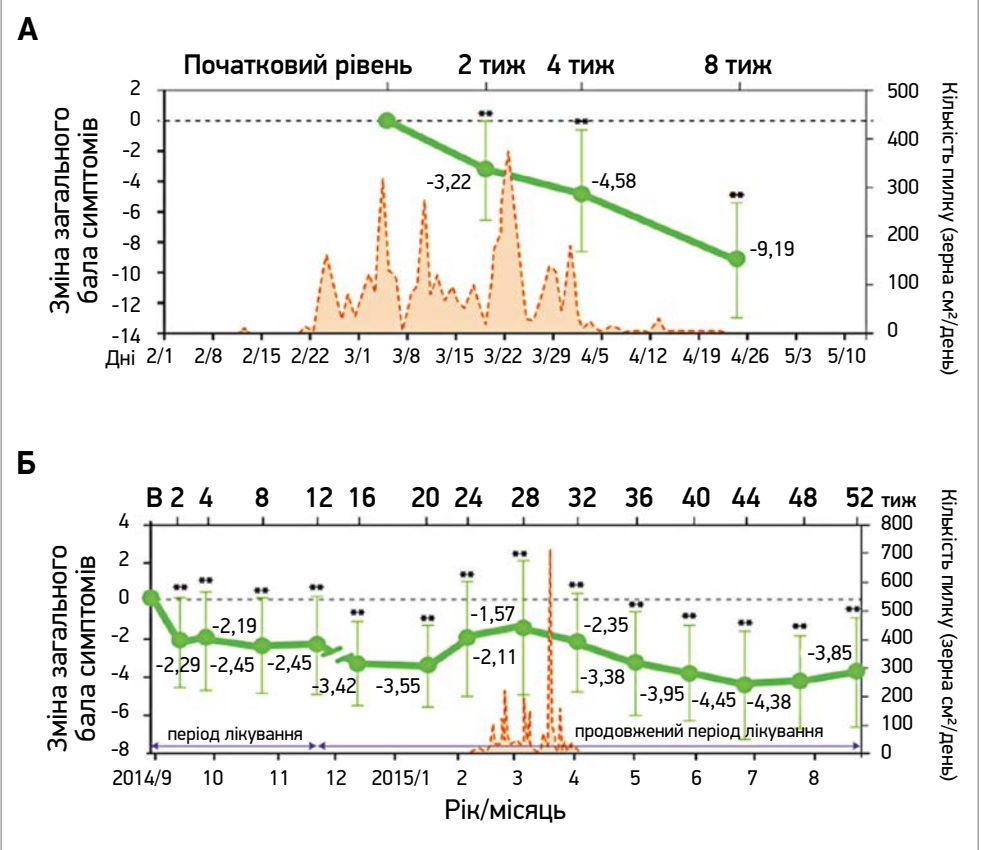 А
Початковий рівень 2 тиж 4 тиж 8 тиж
Зміна загального
бала симптомів
2
0
-2
-4
-6
-8
-10
-12
-14
** ** **
-3,22
-4,58
-9,19
500
400
300
200
100
0
Кількість пилку (зерна см²/день)
Дні 2/1 2/8 2/15 2/22 3/1 3/8 3/15 3/22 3/29 4/5 4/12 4/19 4/26 5/3 5/10
Б
В 2 4 8 12 16 20 24 28 32 36 40 44 48 52 тиж
Зміна загального
бала симптомів
4
2
0
-2
-4
-6
-8
** ** ** ** ** ** ** ** ** ** ** ** ** **
-2,29
-2,19
-2,45
-2,45
-3,42
-3,55
-2,11
-1,57
-2,35
-3,38
-3,95
-4,45
-4,38
-3,85
період лікування
продовжений період лікування
800
700
600
500
400
300
200
100
0
Кількість пилку (зерна см²/день)
2014/9 10 11 12 2015/1 2 3 4 5 6 7 8
Рік/місяць